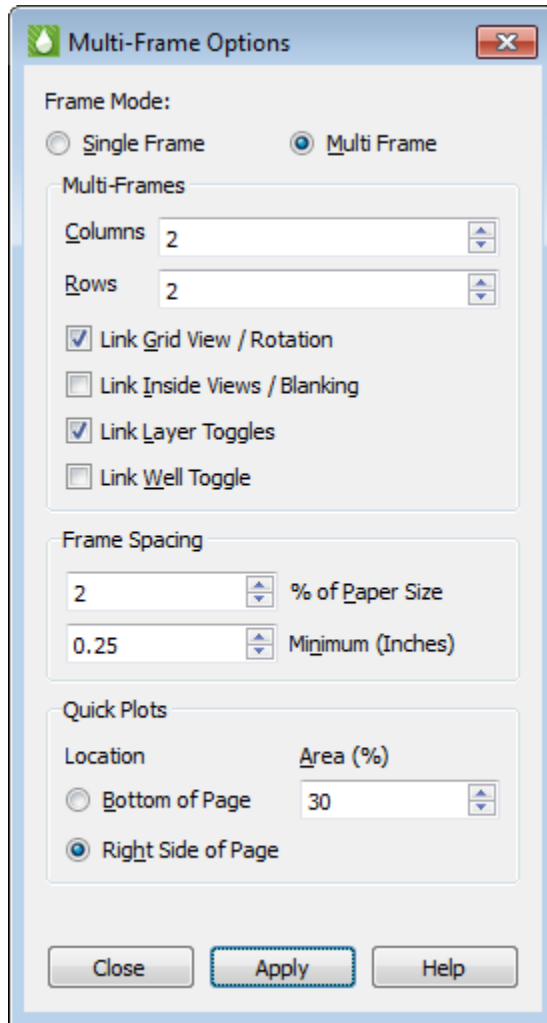 Multi-Frame Options
Frame Mode:
Single Frame Multi Frame
Multi-Frames
Columns 2
Rows 2
Link Grid View / Rotation
Link Inside Views / Blanking
Link Layer Toggles
Link Well Toggle
Frame Spacing
2 % of Paper Size
0.25 Minimum (Inches)
Quick Plots
Location Area (%)
Bottom of Page 30
Right Side of Page
Close Apply Help